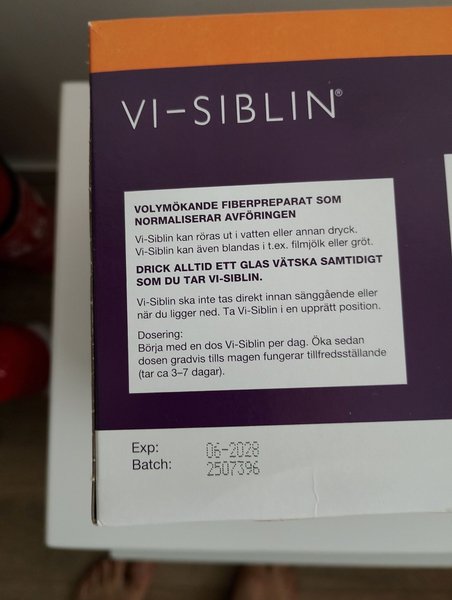 VI-SIBLIN®
VOLYMÖKANDE FIBERPREPARAT SOM
NORMALISERAR AVFÖRINGEN
Vi-Siblin kan röras ut i vatten eller annan dryck.
Vi-Siblin kan även blandas i t.ex. filmjölk eller gröt.
DRICK ALLTID ETT GLAS VÄTSKA SAMTIDIGT
SOM DU TAR VI-SIBLIN.
Vi-Siblin ska inte tas direkt innan sänggående eller
när du ligger ned. Ta Vi-Siblin i en upprätt position.
Dosering:
Börja med en dos Vi-Siblin per dag. Öka sedan
dosen gradvis tills magen fungerar tillfredsställande
(tar ca 3–7 dagar).
Exp: 06-2028
Batch: 2507396